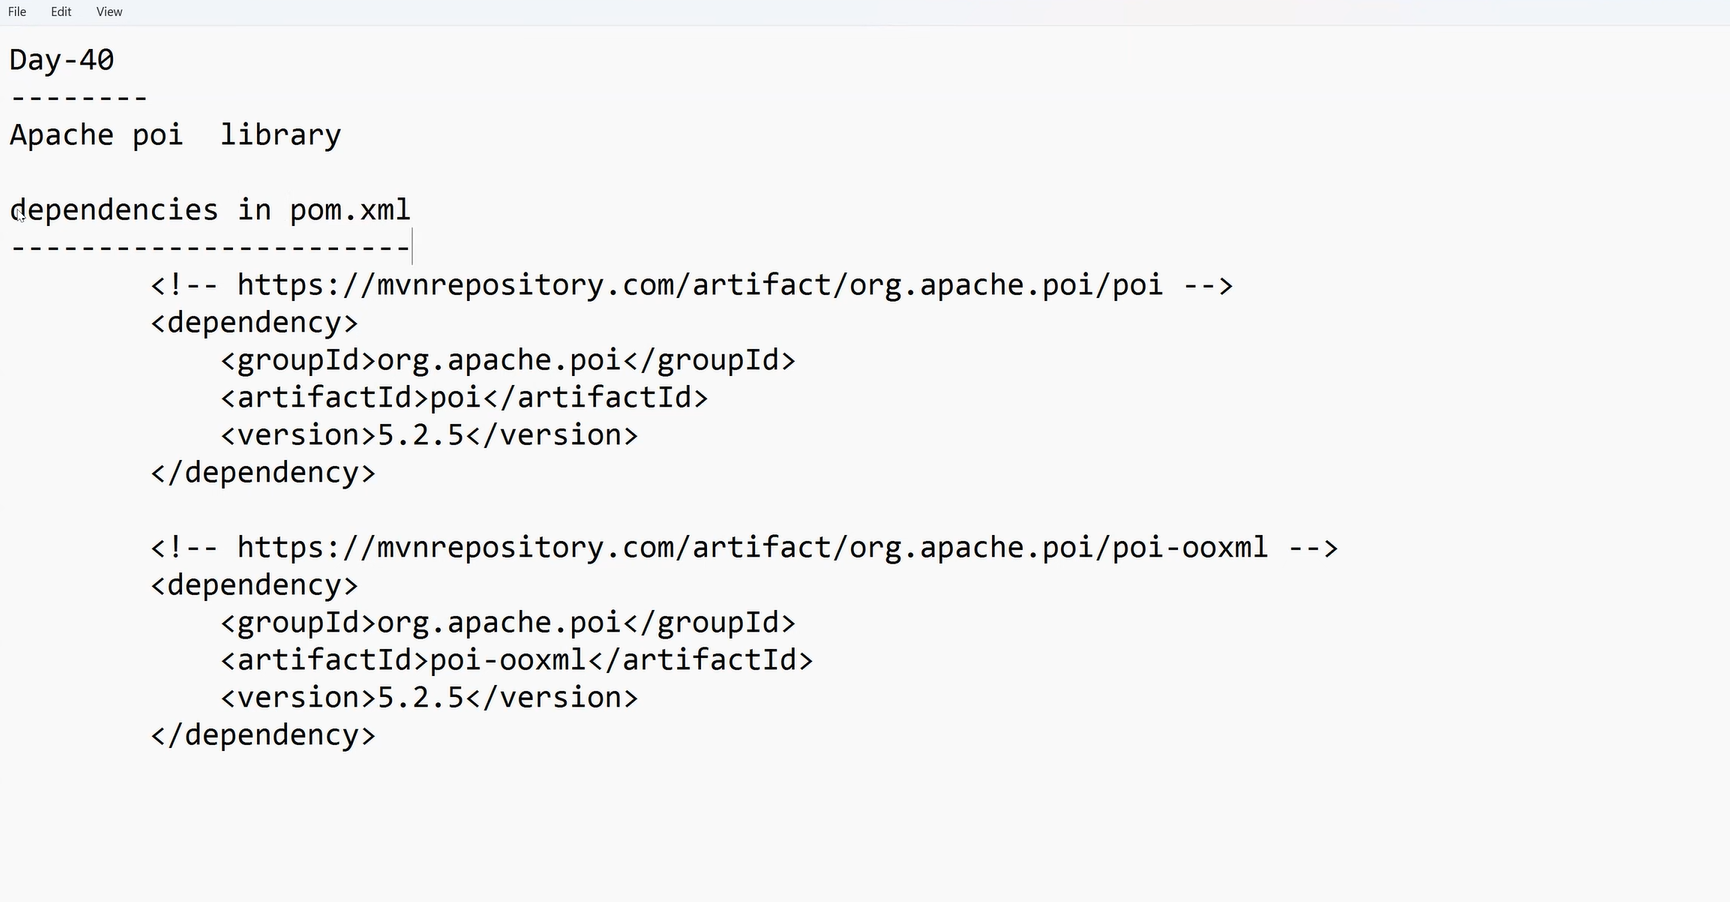 File Edit View
Day-40
--------
Apache poi  library
dependencies in pom.xml
-----------------------
<!-- https://mvnrepository.com/artifact/org.apache.poi/poi -->
<dependency>
<groupId>org.apache.poi</groupId>
<artifactId>poi</artifactId>
<version>5.2.5</version>
</dependency>
<!-- https://mvnrepository.com/artifact/org.apache.poi/poi-ooxml -->
<dependency>
<groupId>org.apache.poi</groupId>
<artifactId>poi-ooxml</artifactId>
<version>5.2.5</version>
</dependency>